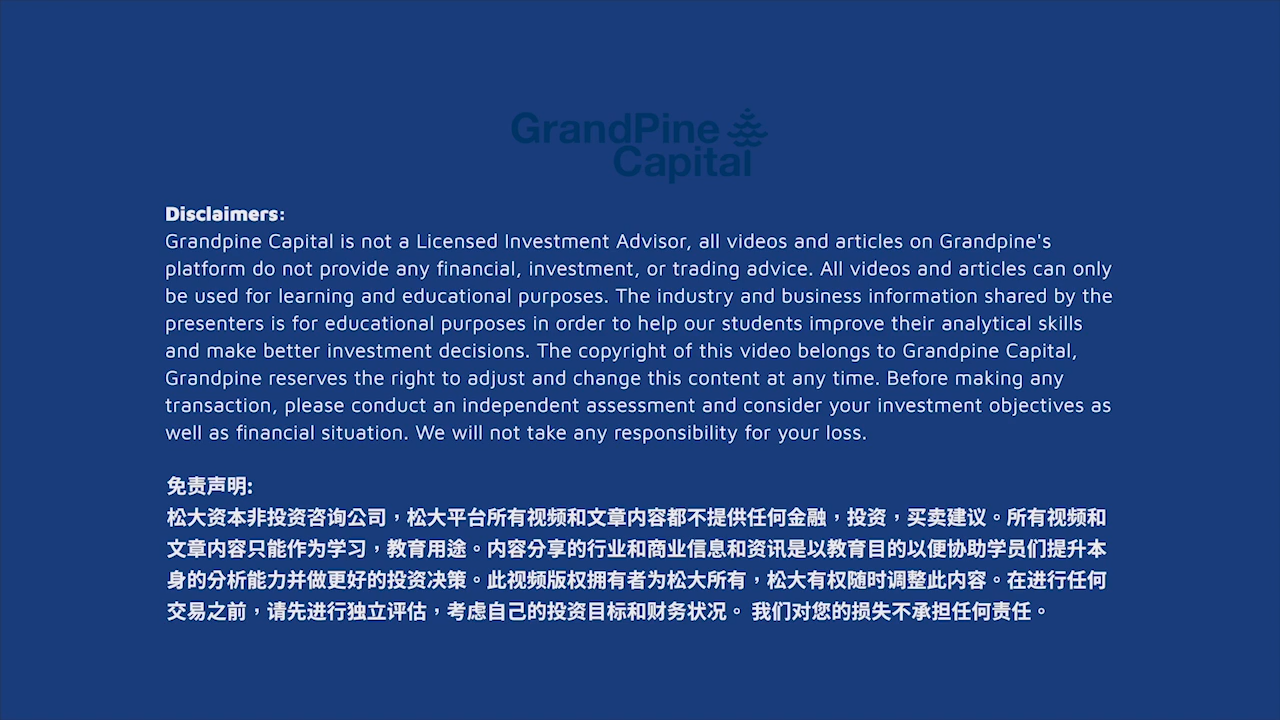 GrandPine
Capital
Disclaimers:
Grandpine Capital is not a Licensed Investment Advisor, all videos and articles on Grandpine's
platform do not provide any financial, investment, or trading advice. All videos and articles can only
be used for learning and educational purposes. The industry and business information shared by the
presenters is for educational purposes in order to help our students improve their analytical skills
and make better investment decisions. The copyright of this video belongs to Grandpine Capital,
Grandpine reserves the right to adjust and change this content at any time. Before making any
transaction, please conduct an independent assessment and consider your investment objectives as
well as financial situation. We will not take any responsibility for your loss.
免责声明:
松大资本非投资咨询公司，松大平台所有视频和文章内容都不提供任何金融，投资，买卖建议。所有视频和
文章内容只能作为学习，教育用途。内容分享的行业和商业信息和资讯是以教育目的以便协助学员们提升本
身的分析能力并做更好的投资决策。此视频版权拥有者为松大所有，松大有权随时调整此内容。在进行任何
交易之前，请先进行独立评估，考虑自己的投资目标和财务状况。 我们对您的损失不承担任何责任。